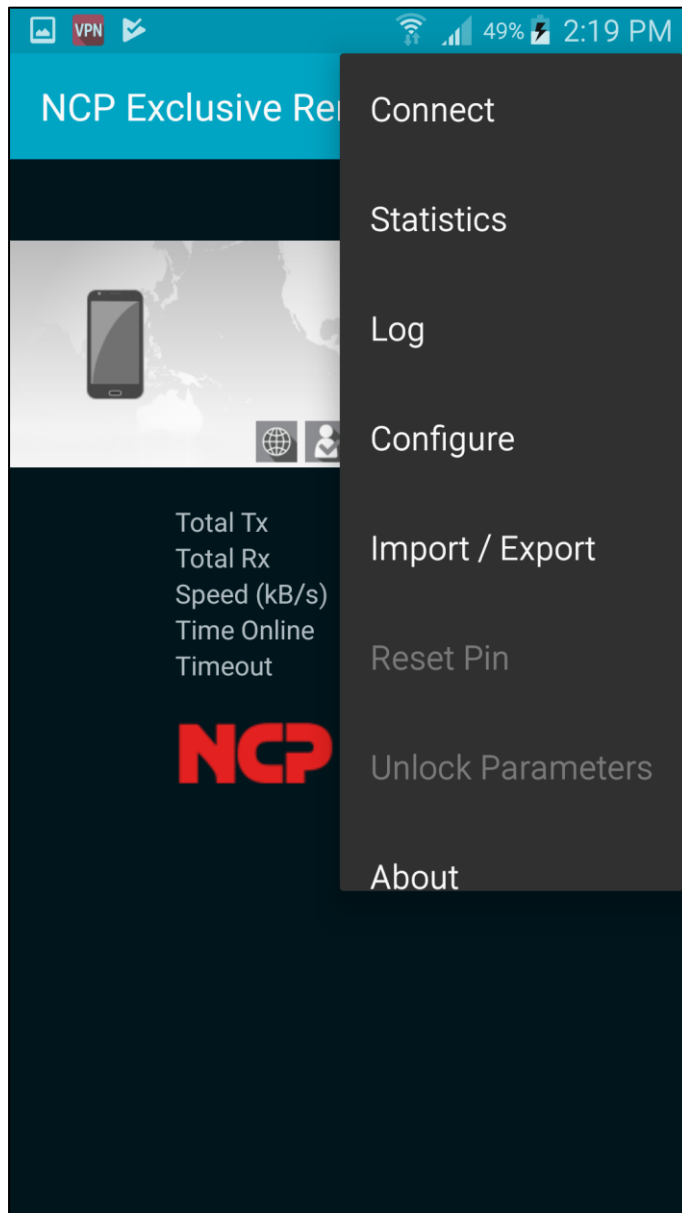 VPN 49% 2:19 PM
NCP Exclusive Re
Connect
Statistics
Log
Configure
Import / Export
Reset Pin
Unlock Parameters
About
Total Tx
Total Rx
Speed (kB/s)
Time Online
Timeout
NCP